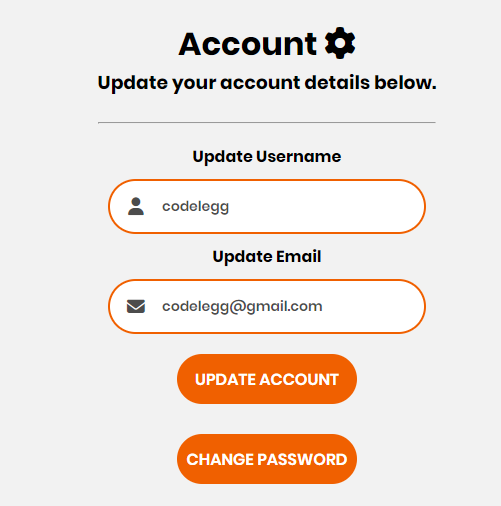 Account
Update your account details below.
Update Username
codelegg
Update Email
codelegg@gmail.com
UPDATE ACCOUNT
CHANGE PASSWORD